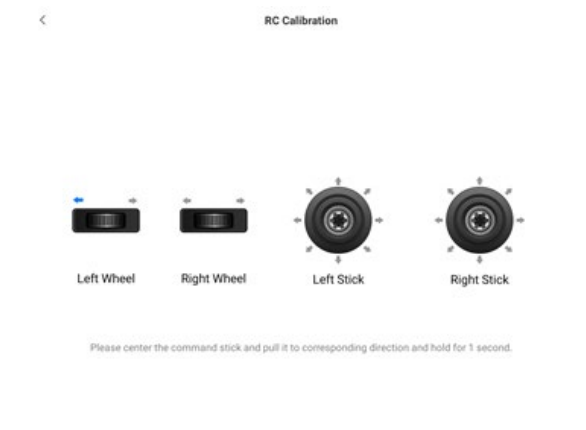 RC Calibration
Left Wheel
Right Wheel
Left Stick
Right Stick
Please center the command stick and pull it to corresponding direction and hold for 1 second.